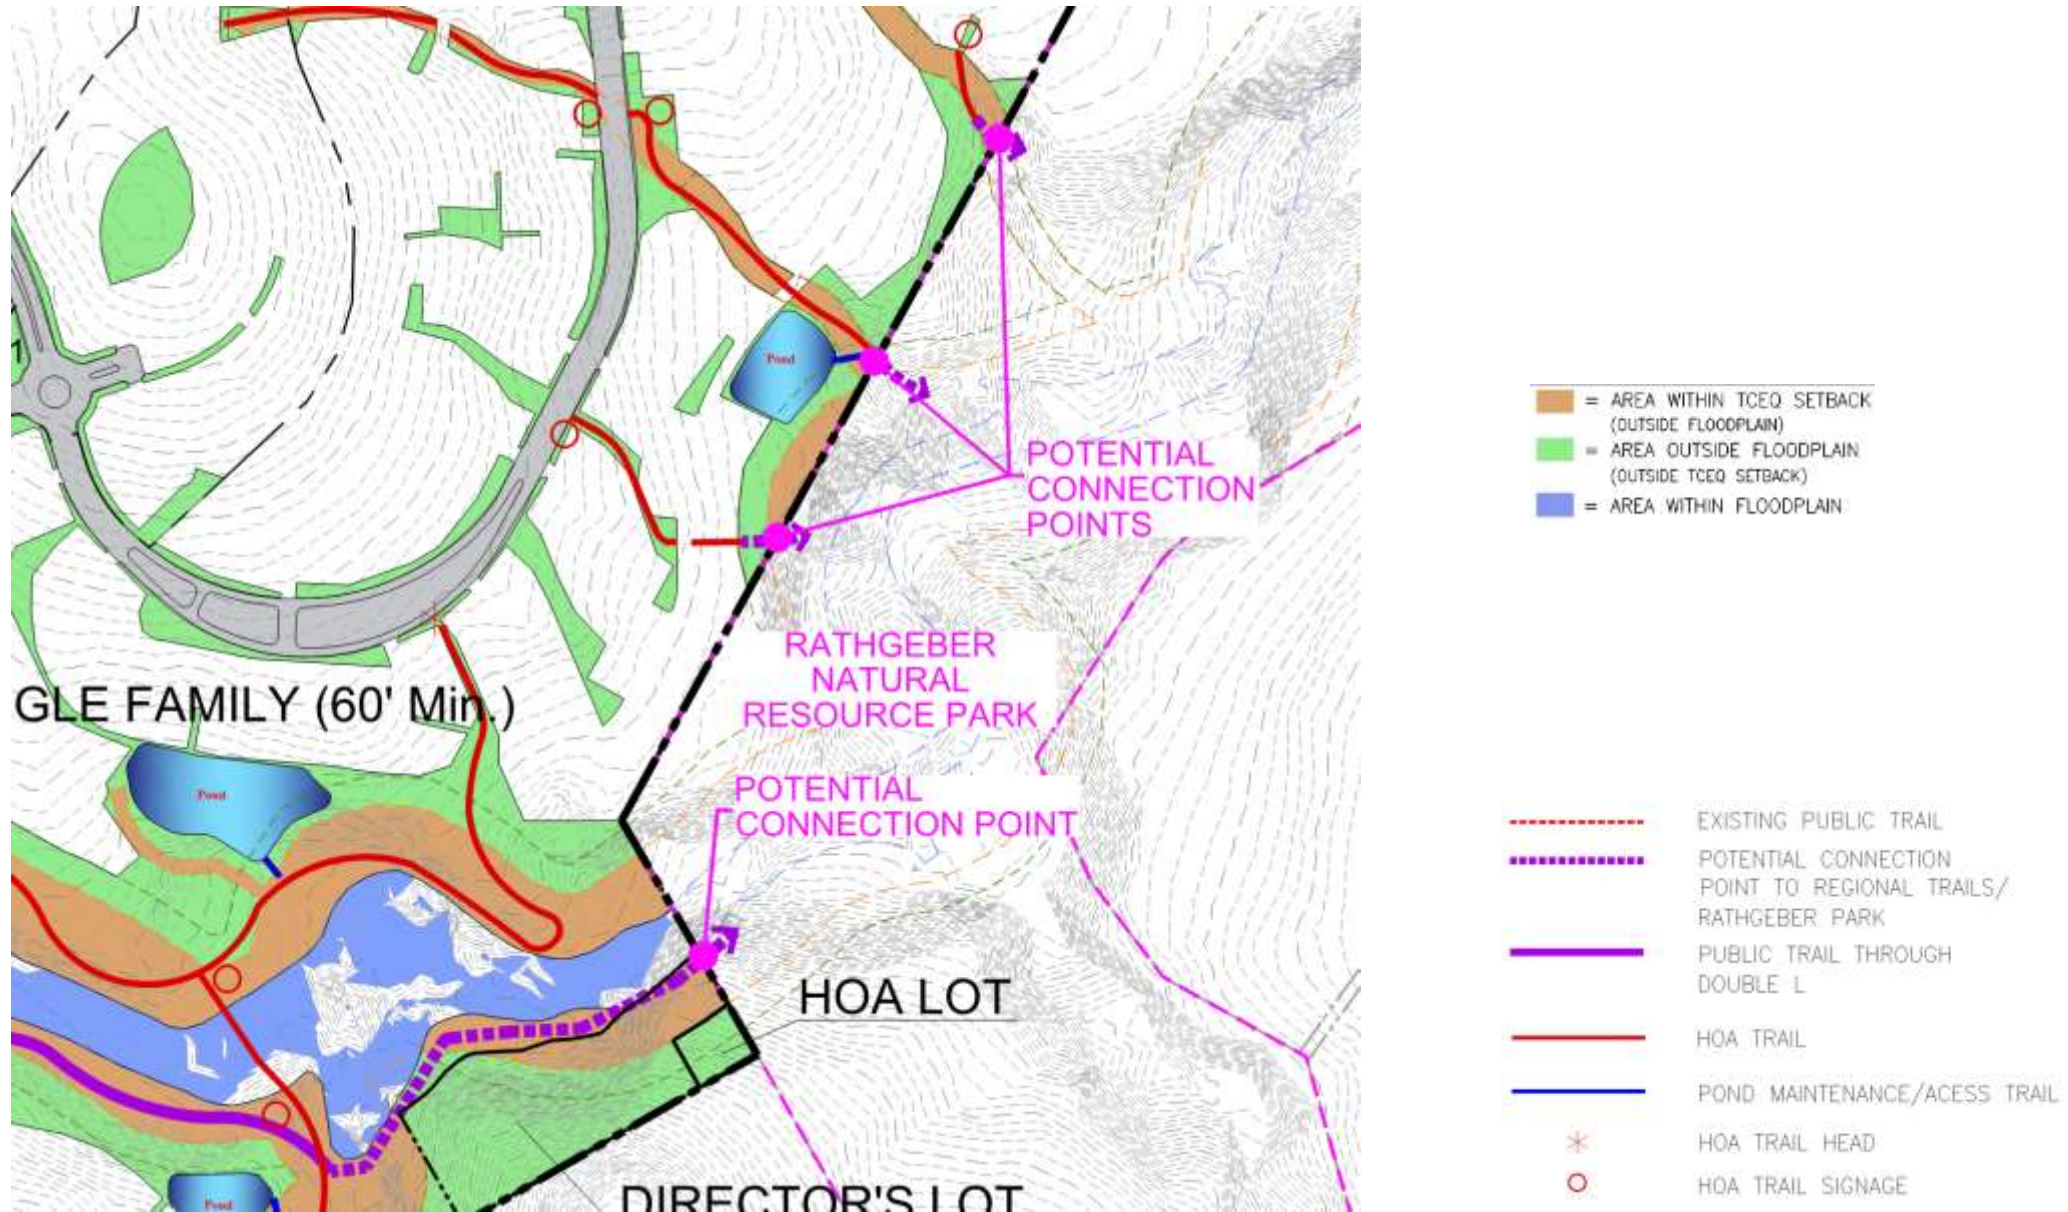 Pond
POTENTIAL
CONNECTION
POINTS
RATHGEBER
NATURAL
RESOURCE PARK
GLE FAMILY (60' Min.)
Pond
POTENTIAL
CONNECTION POINT
HOA LOT
DIRECTOR'S LOT
Pond
= AREA WITHIN TCEQ SETBACK
(OUTSIDE FLOODPLAIN)
= AREA OUTSIDE FLOODPLAIN
(OUTSIDE TCEQ SETBACK)
= AREA WITHIN FLOODPLAIN
EXISTING PUBLIC TRAIL
POTENTIAL CONNECTION
POINT TO REGIONAL TRAILS/
RATHGEBER PARK
PUBLIC TRAIL THROUGH
DOUBLE L
HOA TRAIL
POND MAINTENANCE/ACESS TRAIL
HOA TRAIL HEAD
HOA TRAIL SIGNAGE